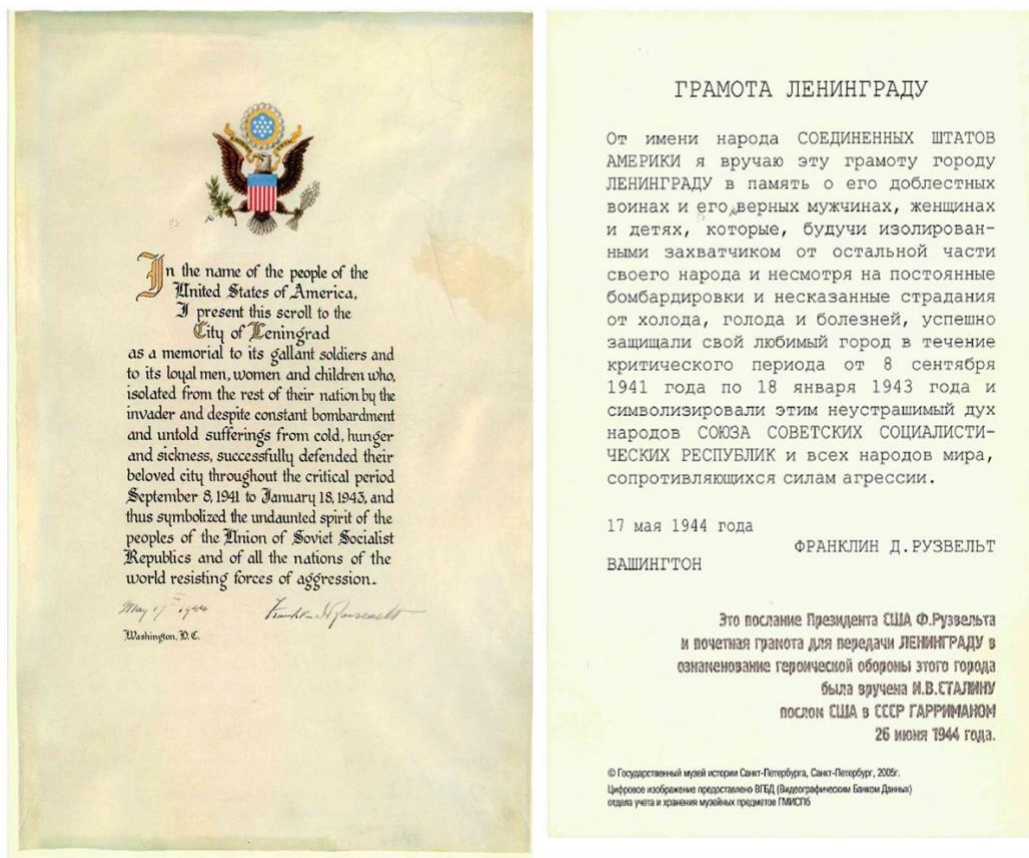 In the name of the people of the
United States of America,
I present this scroll to the
City of Leningrad
as a memorial to its gallant soldiers and
to its loyal men, women and children who,
isolated from the rest of their nation by the
invader and despite constant bombardment
and untold sufferings from cold, hunger
and sickness, successfully defended their
beloved city throughout the critical period
September 8, 1941 to January 18, 1943, and
thus symbolized the undaunted spirit of the
peoples of the Union of Soviet Socialist
Republics and of all the nations of the
world resisting forces of aggression.
May 17th 1944 Franklin D Roosevelt
Washington, D.C.
ГРАМОТА ЛЕНИНГРАДУ
От имени народа СОЕДИНЕННЫХ ШТАТОВ
АМЕРИКИ я вручаю эту грамоту городу
ЛЕНИНГРАДУ в память о его доблестных
воинах и его верных мужчинах, женщинах
и детях, которые, будучи изолирован-
ными захватчиком от остальной части
своего народа и несмотря на постоянные
бомбардировки и несказанные страдания
от холода, голода и болезней, успешно
защищали свой любимый город в течение
критического периода от 8 сентября
1941 года по 18 января 1943 года и
символизировали этим неустрашимый дух
народов СОЮЗА СОВЕТСКИХ СОЦИАЛИСТИ-
ЧЕСКИХ РЕСПУБЛИК и всех народов мира,
сопротивляющихся силам агрессии.
17 мая 1944 года
ФРАНКЛИН Д.РУЗВЕЛЬТ
ВАШИНГТОН
Это послание Президента США Ф.Рузвельта
и почетная грамота для передачи ЛЕНИНГРАДУ в
ознаменование героической обороны этого города
была вручена И.В.СТАЛИНУ
послом США в СССР ГАРРИМАНОМ
26 июня 1944 года.
© Государственный музей истории Санкт-Петербурга, Санкт-Петербург, 2005г.
Цифровое изображение предоставлено ВГБД (Видеографическим Банком Данных)
отдела учета и хранения музейных предметов ГМИСПб